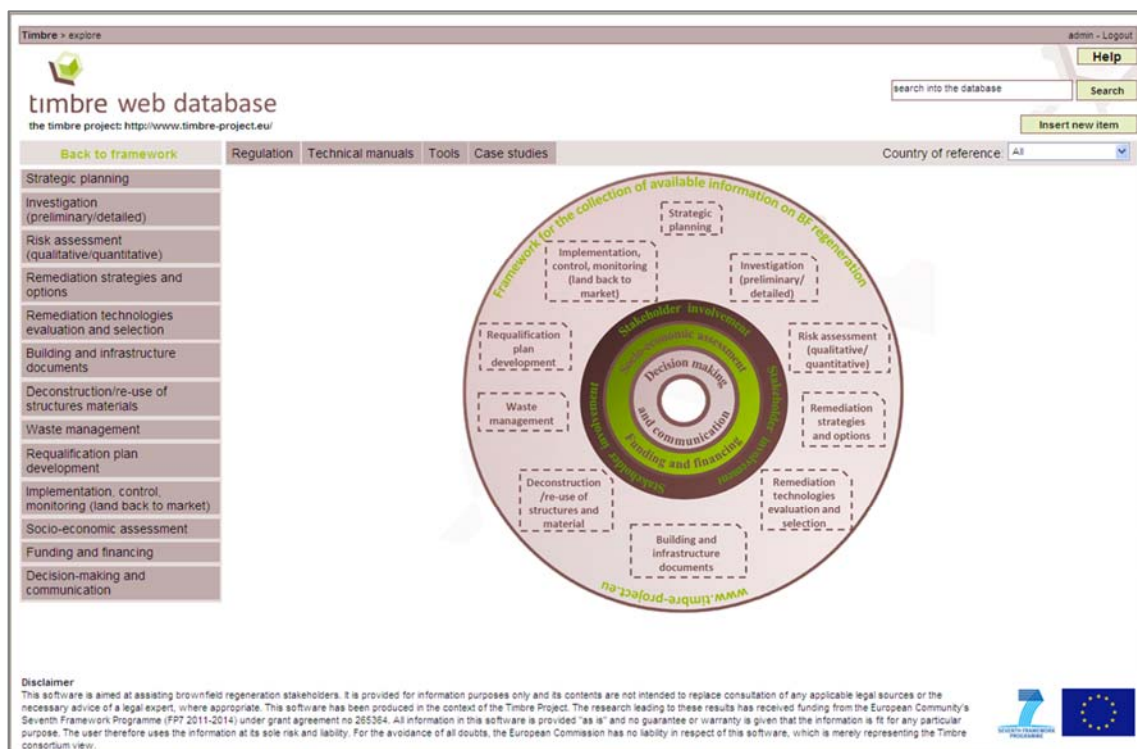 Timbre > explore
admin - Logout
Help
timbre web database
the timbre project: http://www.timbre-project.eu/
search into the database
Search
Insert new item
Back to framework
Regulation
Technical manuals
Tools
Case studies
Country of reference: All
Strategic planning
Investigation
(preliminary/detailed)
Risk assessment
(qualitative/quantitative)
Remediation strategies and
options
Remediation technologies
evaluation and selection
Building and infrastructure
documents
Deconstruction/re-use of
structures materials
Waste management
Requalification plan
development
Implementation, control,
monitoring (land back to market)
Socio-economic assessment
Funding and financing
Decision-making and
communication
Framework for the collection of available information on BF regeneration
Strategic
planning
Implementation,
control, monitoring
(land back to
market)
Investigation
(preliminary/
detailed)
Requalification
plan
development
Risk assessment
(qualitative/
quantitative)
Waste
management
Remediation
strategies
and options
Deconstruction
/re-use of
structures and
material
Remediation
technologies
evaluation and
selection
Building and
infrastructure
documents
Stakeholder involvement
Stakeholder involvement
Stakeholder involvement
Socio-economic assessment
Funding and financing
Decision making
and communication
www.timbre-project.eu
Disclaimer
This software is aimed at assisting brownfield regeneration stakeholders. It is provided for information purposes only and its contents are not intended to replace consultation of any applicable legal sources or the
necessary advice of a legal expert, where appropriate. This software has been produced in the context of the Timbre Project. The research leading to these results has received funding from the European Community's
Seventh Framework Programme (FP7 2011-2014) under grant agreement no 265364. All information in this software is provided "as is" and no guarantee or warranty is given that the information is fit for any particular
purpose. The user therefore uses the information at its sole risk and liability. For the avoidance of all doubts, the European Commission has no liability in respect of this software, which is merely representing the Timbre
consortium view.
SEVENTH FRAMEWORK
PROGRAMME